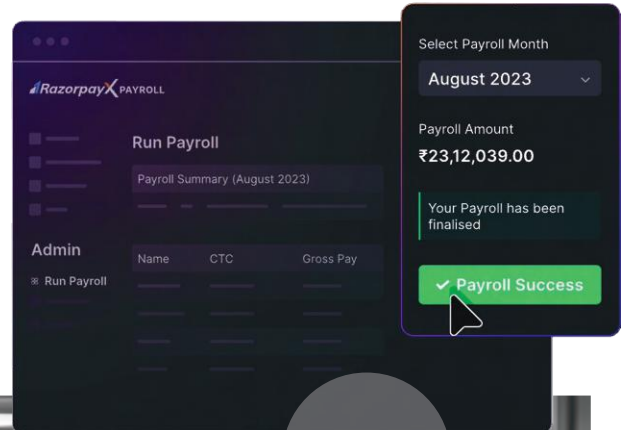 RazorpayX PAYROLL
Run Payroll
Payroll Summary (August 2023)
Admin
Run Payroll
Name CTC Gross Pay
Select Payroll Month
August 2023
Payroll Amount
₹23,12,039.00
Your Payroll has been
finalised
Payroll Success